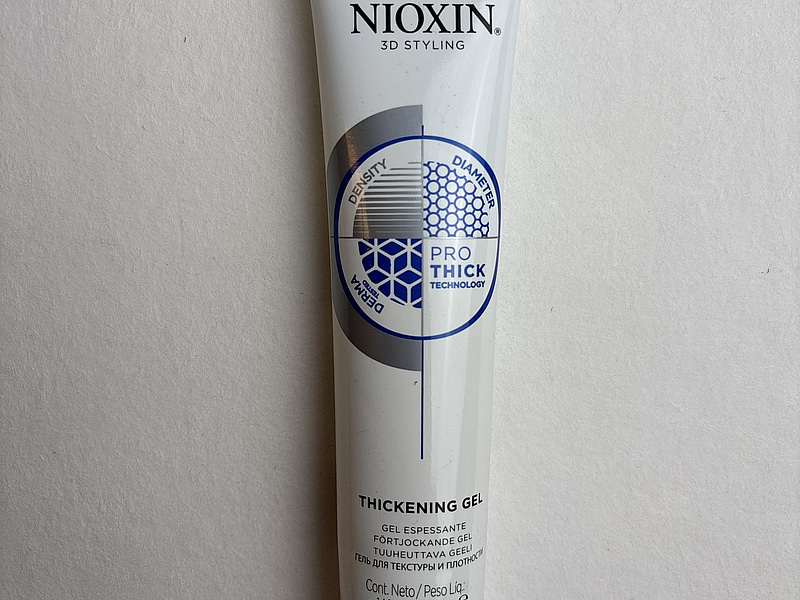 NIOXIN®
3D STYLING
DENSITY
DIAMETER
PRO
THICK
TECHNOLOGY
DERMA
TESTED
THICKENING GEL
GEL ESPESSANTE
FÖRTJOCKANDE GEL
TUUHEUTTAVA GEELI
ГЕЛЬ ДЛЯ ТЕКСТУРЫ И ПЛОТНОСТИ
Cont. Neto / Peso Líq.: